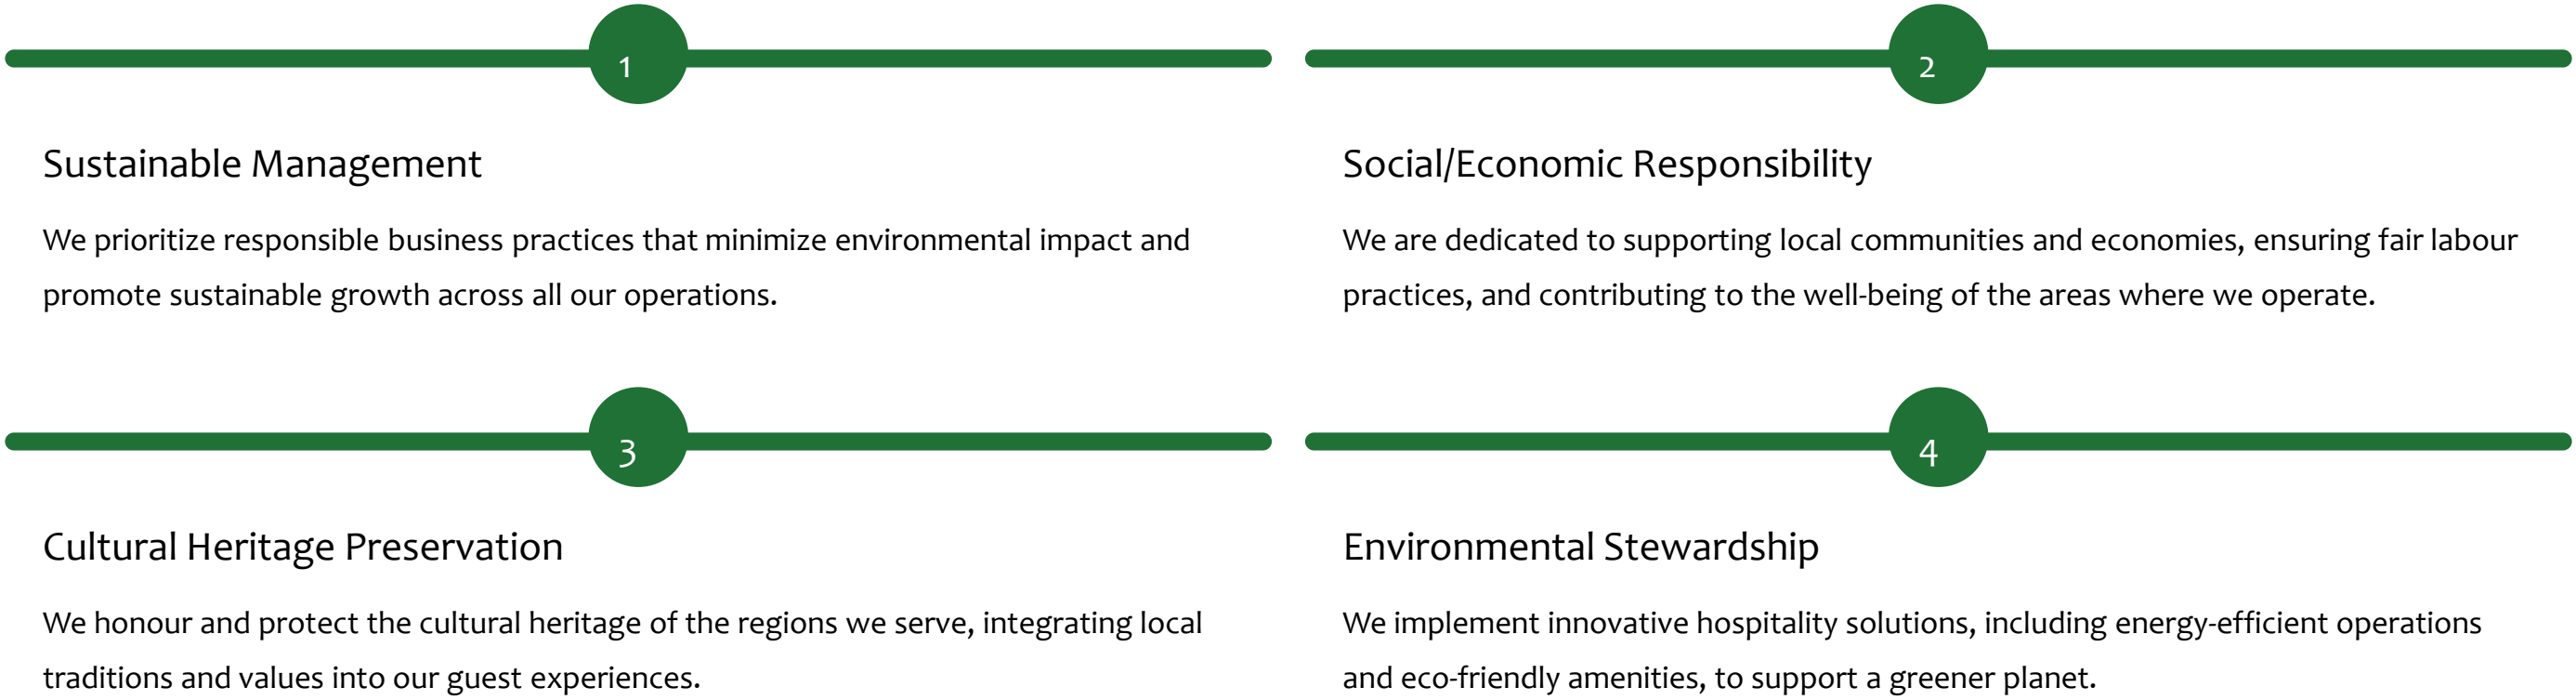 1
Sustainable Management
We prioritize responsible business practices that minimize environmental impact and
promote sustainable growth across all our operations.
2
Social/Economic Responsibility
We are dedicated to supporting local communities and economies, ensuring fair labour
practices, and contributing to the well-being of the areas where we operate.
3
Cultural Heritage Preservation
We honour and protect the cultural heritage of the regions we serve, integrating local
traditions and values into our guest experiences.
4
Environmental Stewardship
We implement innovative hospitality solutions, including energy-efficient operations
and eco-friendly amenities, to support a greener planet.